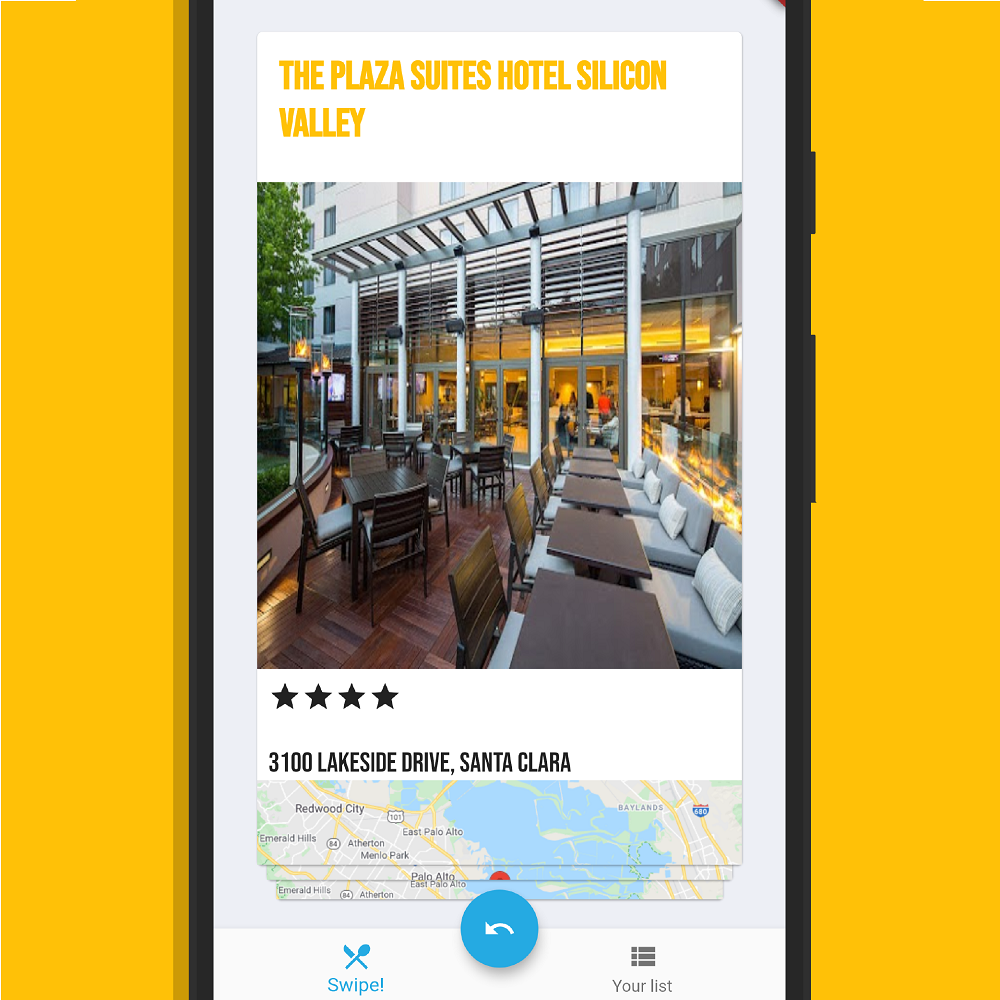 THE PLAZA SUITES HOTEL SILICON
VALLEY
3100 LAKESIDE DRIVE, SANTA CLARA
Redwood City
101
BAYLANDS
680
East Palo Alto
Emerald Hills
84
Atherton
Menlo Park
Palo Alto
East Palo Alto
Emerald Hills
84
Atherton
Swipe!
Your list